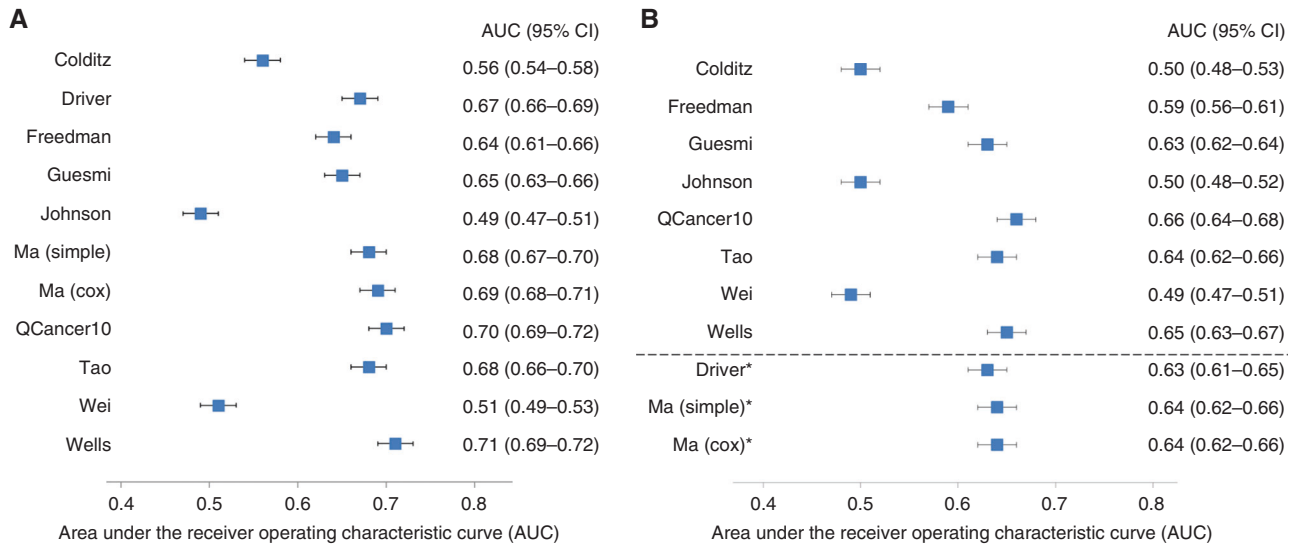 A
AUC (95% CI)
Colditz 0.56 (0.54–0.58)
Driver 0.67 (0.66–0.69)
Freedman 0.64 (0.61–0.66)
Guesmi 0.65 (0.63–0.66)
Johnson 0.49 (0.47–0.51)
Ma (simple) 0.68 (0.67–0.70)
Ma (cox) 0.69 (0.68–0.71)
QCancer10 0.70 (0.69–0.72)
Tao 0.68 (0.66–0.70)
Wei 0.51 (0.49–0.53)
Wells 0.71 (0.69–0.72)
0.4 0.5 0.6 0.7 0.8
Area under the receiver operating characteristic curve (AUC)
B
AUC (95% CI)
Colditz 0.50 (0.48–0.53)
Freedman 0.59 (0.56–0.61)
Guesmi 0.63 (0.62–0.64)
Johnson 0.50 (0.48–0.52)
QCancer10 0.66 (0.64–0.68)
Tao 0.64 (0.62–0.66)
Wei 0.49 (0.47–0.51)
Wells 0.65 (0.63–0.67)
Driver* 0.63 (0.61–0.65)
Ma (simple)* 0.64 (0.62–0.66)
Ma (cox)* 0.64 (0.62–0.66)
0.4 0.5 0.6 0.7 0.8
Area under the receiver operating characteristic curve (AUC)